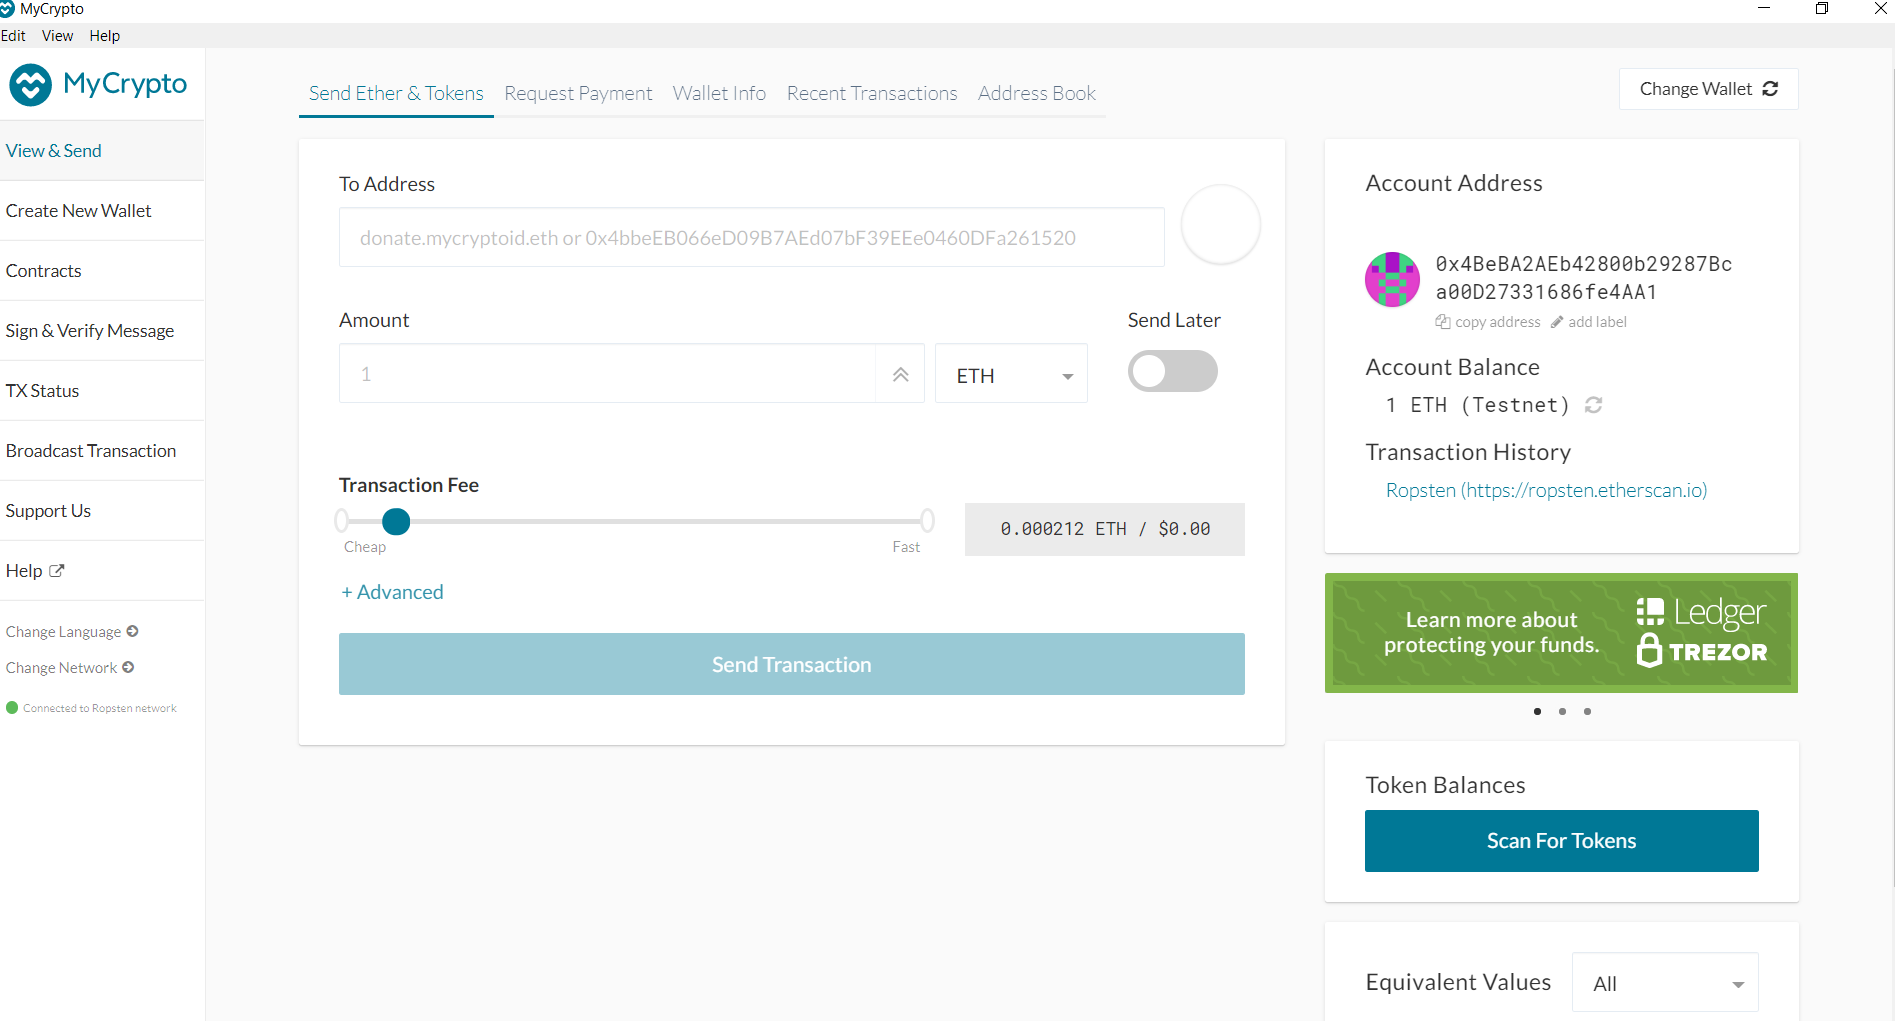 MyCrypto
Edit View Help
MyCrypto
View & Send
Create New Wallet
Contracts
Sign & Verify Message
TX Status
Broadcast Transaction
Support Us
Help
Change Language
Change Network
Connected to Ropsten network
Send Ether & Tokens Request Payment Wallet Info Recent Transactions Address Book
Change Wallet
To Address
donate.mycryptoid.eth or 0x4bbeEB066eD09B7AEd07bF39EEe0460DFa261520
Amount
Send Later
1
ETH
Transaction Fee
Cheap
Fast
0.000212 ETH / $0.00
+ Advanced
Send Transaction
Account Address
0x4BeBA2AEb42800b29287Bc
a00D27331686fe4AA1
copy address add label
Account Balance
1 ETH (Testnet)
Transaction History
Ropsten (https://ropsten.etherscan.io)
Learn more about
protecting your funds.
Ledger
TREZOR
Token Balances
Scan For Tokens
Equivalent Values
All